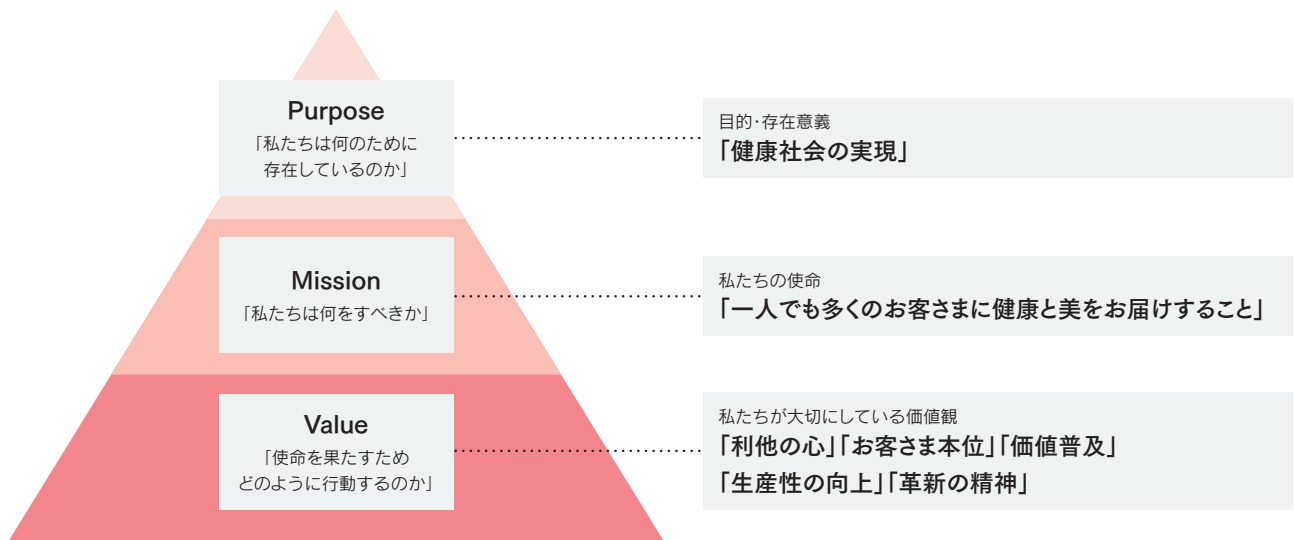 Purpose
「私たちは何のために
存在しているのか」
目的・存在意義
「健康社会の実現」
Mission
「私たちは何をすべきか」
私たちの使命
「一人でも多くのお客さまに健康と美をお届けすること」
Value
「使命を果たすため
どのように行動するのか」
私たちが大切にしている価値観
「利他の心」「お客さま本位」「価値普及」
「生産性の向上」「革新の精神」